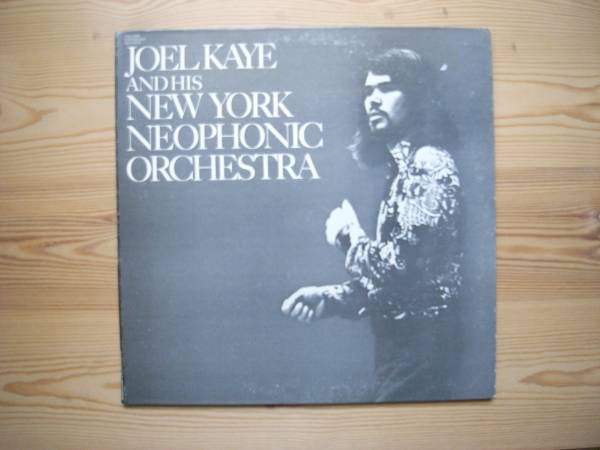 JOEL KAYE
AND HIS
NEW YORK
NEOPHONIC
ORCHESTRA